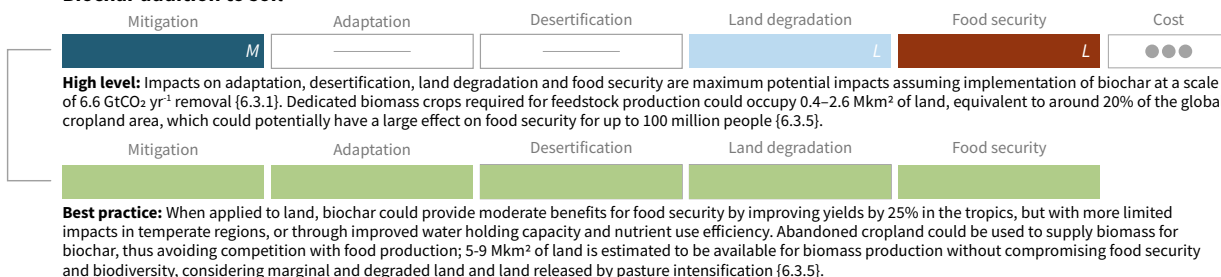 Biochar addition to soil
Mitigation Adaptation Desertification Land degradation Food security Cost
M L L
High level: Impacts on adaptation, desertification, land degradation and food security are maximum potential impacts assuming implementation of biochar at a scale
of 6.6 GtCO₂ yr⁻¹ removal {6.3.1}. Dedicated biomass crops required for feedstock production could occupy 0.4–2.6 Mkm² of land, equivalent to around 20% of the globa
cropland area, which could potentially have a large effect on food security for up to 100 million people {6.3.5}.
Mitigation Adaptation Desertification Land degradation Food security
Best practice: When applied to land, biochar could provide moderate benefits for food security by improving yields by 25% in the tropics, but with more limited
impacts in temperate regions, or through improved water holding capacity and nutrient use efficiency. Abandoned cropland could be used to supply biomass for
biochar, thus avoiding competition with food production; 5-9 Mkm² of land is estimated to be available for biomass production without compromising food security
and biodiversity, considering marginal and degraded land and land released by pasture intensification {6.3.5}.